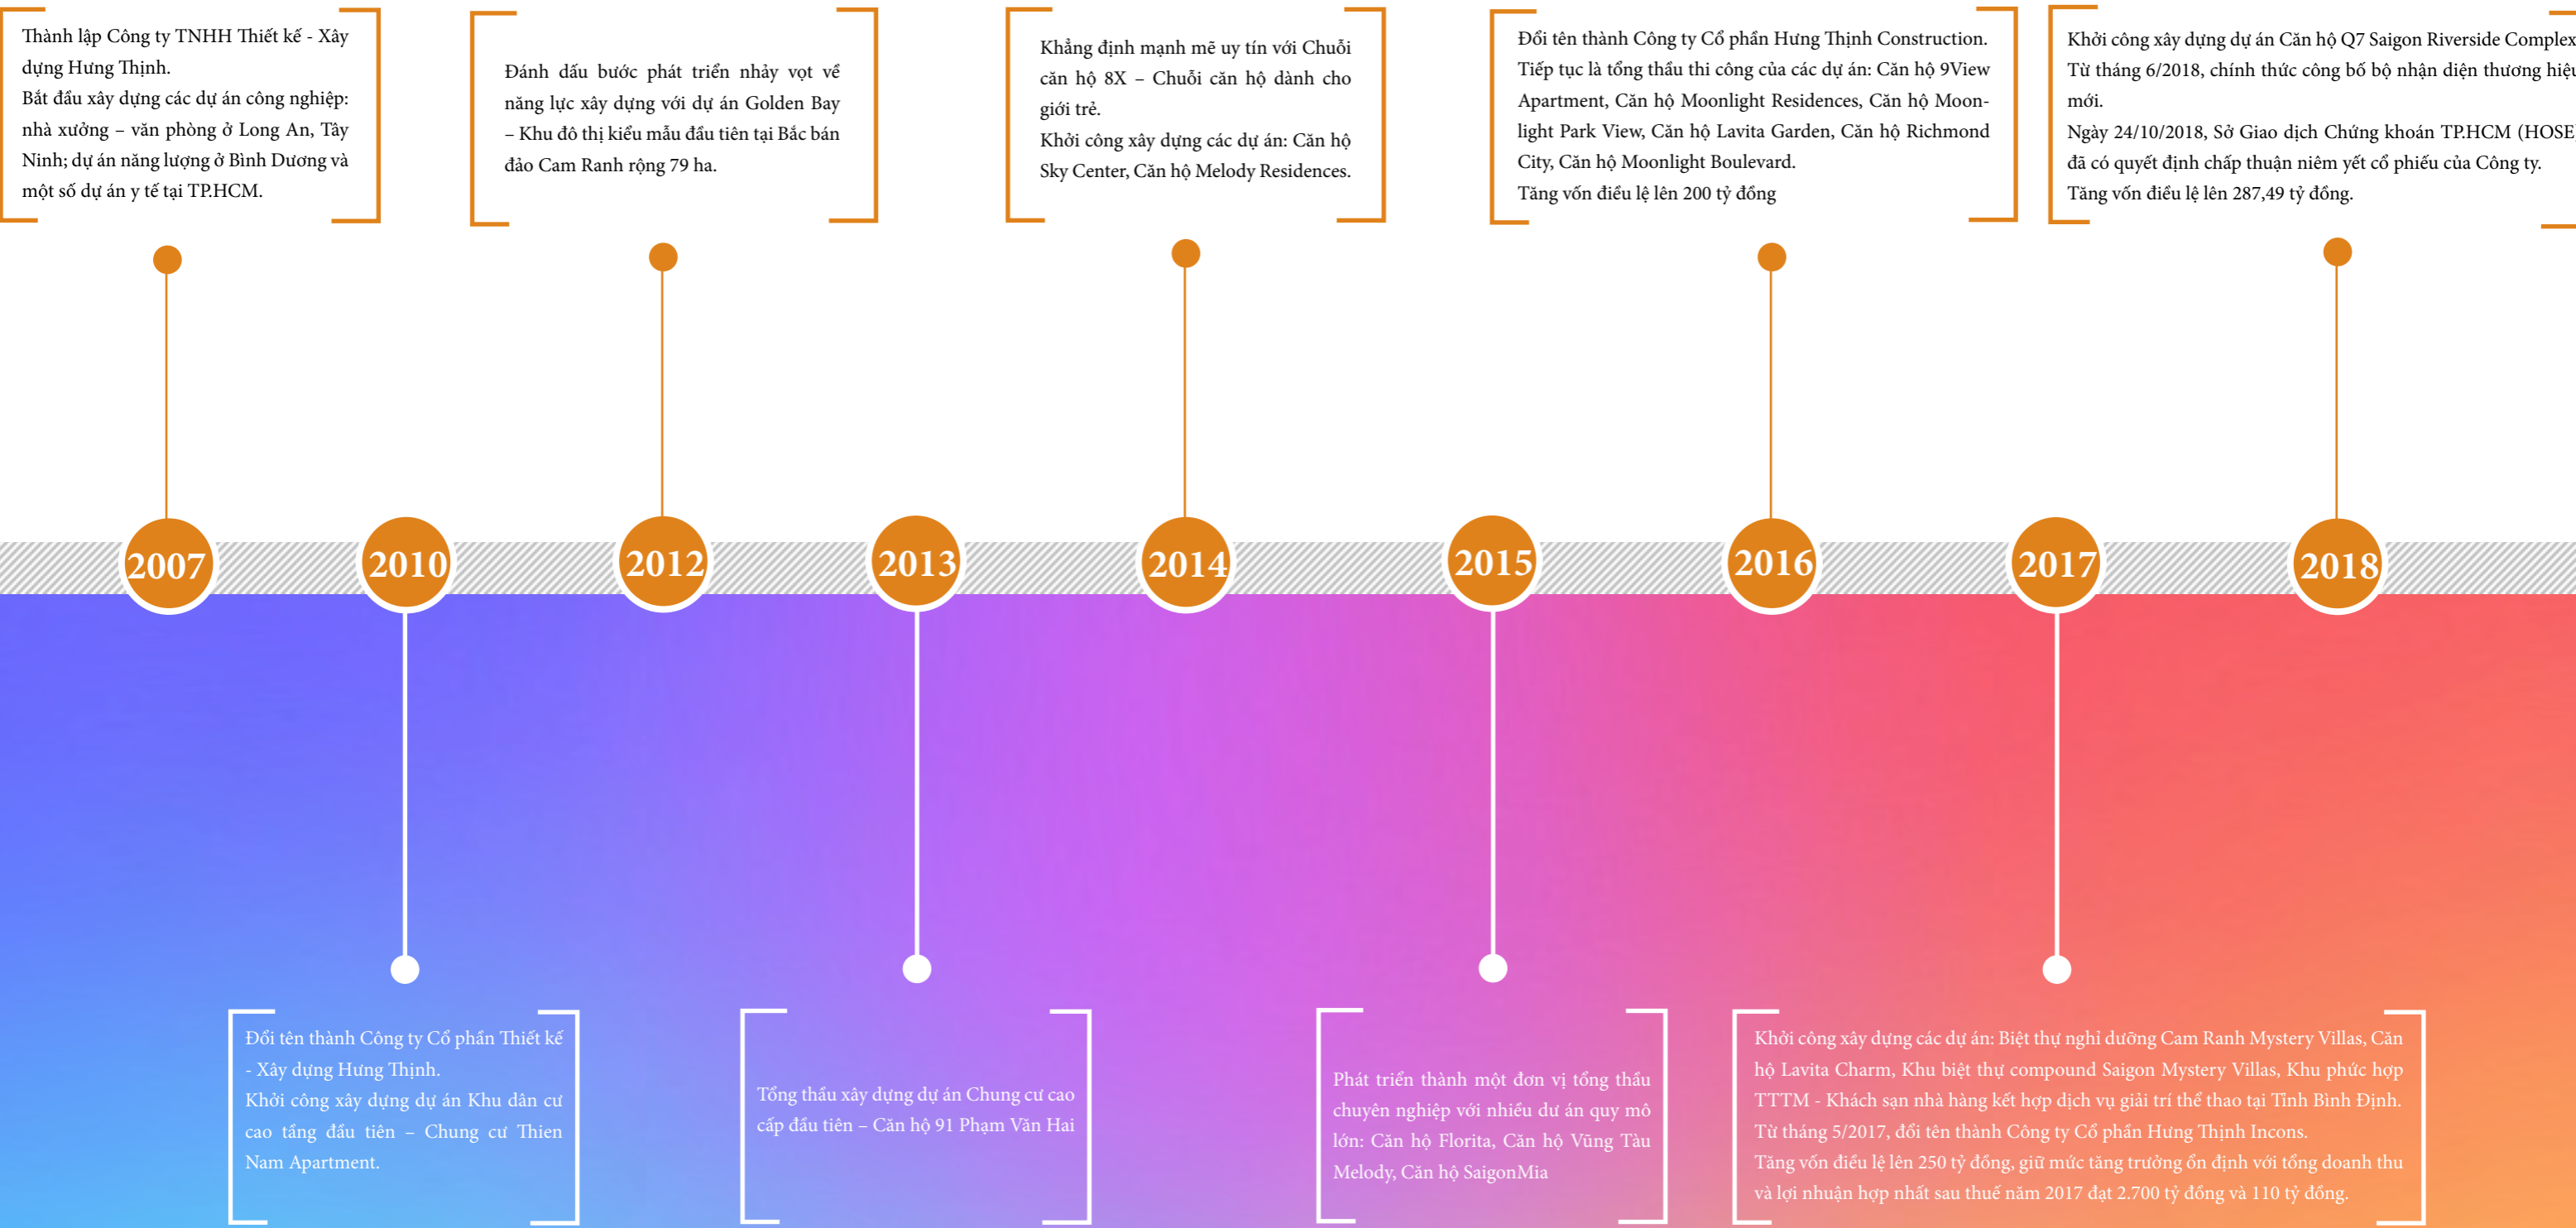 Thành lập Công ty TNHH Thiết kế - Xây
dựng Hưng Thịnh.
Bắt đầu xây dựng các dự án công nghiệp:
nhà xưởng – văn phòng ở Long An, Tây
Ninh; dự án năng lượng ở Bình Dương và
một số dự án y tế tại TP.HCM.
Đánh dấu bước phát triển nhảy vọt về
năng lực xây dựng với dự án Golden Bay
– Khu đô thị kiểu mẫu đầu tiên tại Bắc bán
đảo Cam Ranh rộng 79 ha.
Khẳng định mạnh mẽ uy tín với Chuỗi
căn hộ 8X – Chuỗi căn hộ dành cho
giới trẻ.
Khởi công xây dựng các dự án: Căn hộ
Sky Center, Căn hộ Melody Residences.
Đổi tên thành Công ty Cổ phần Hưng Thịnh Construction.
Tiếp tục là tổng thầu thi công của các dự án: Căn hộ 9View
Apartment, Căn hộ Moonlight Residences, Căn hộ Moon-
light Park View, Căn hộ Lavita Garden, Căn hộ Richmond
City, Căn hộ Moonlight Boulevard.
Tăng vốn điều lệ lên 200 tỷ đồng
Khởi công xây dựng dự án Căn hộ Q7 Saigon Riverside Complex
Từ tháng 6/2018, chính thức công bố bộ nhận diện thương hiệu
mới.
Ngày 24/10/2018, Sở Giao dịch Chứng khoán TP.HCM (HOSE)
đã có quyết định chấp thuận niêm yết cổ phiếu của Công ty.
Tăng vốn điều lệ lên 287,49 tỷ đồng.
2007
2010
2012
2013
2014
2015
2016
2017
2018
Đổi tên thành Công ty Cổ phần Thiết kế
- Xây dựng Hưng Thịnh.
Khởi công xây dựng dự án Khu dân cư
cao tầng đầu tiên – Chung cư Thien
Nam Apartment.
Tổng thầu xây dựng dự án Chung cư cao
cấp đầu tiên – Căn hộ 91 Phạm Văn Hai
Phát triển thành một đơn vị tổng thầu
chuyên nghiệp với nhiều dư án quy mô
lớn: Căn hộ Florita, Căn hộ Vũng Tàu
Melody, Căn hộ SaigonMia
Khởi công xây dựng các dự án: Biệt thự nghỉ dưỡng Cam Ranh Mystery Villas, Căn
hộ Lavita Charm, Khu biệt thự compound Saigon Mystery Villas, Khu phức hợp
TTTM - Khách sạn nhà hàng kết hợp dịch vụ giải trí thể thao tại Tỉnh Bình Định.
Từ tháng 5/2017, đổi tên thành Công ty Cổ phần Hưng Thịnh Incons.
Tăng vốn điều lệ lên 250 tỷ đồng, giữ mức tăng trưởng ổn định với tổng doanh thu
và lợi nhuận hợp nhất sau thuế năm 2017 đạt 2.700 tỷ đồng và 110 tỷ đồng.